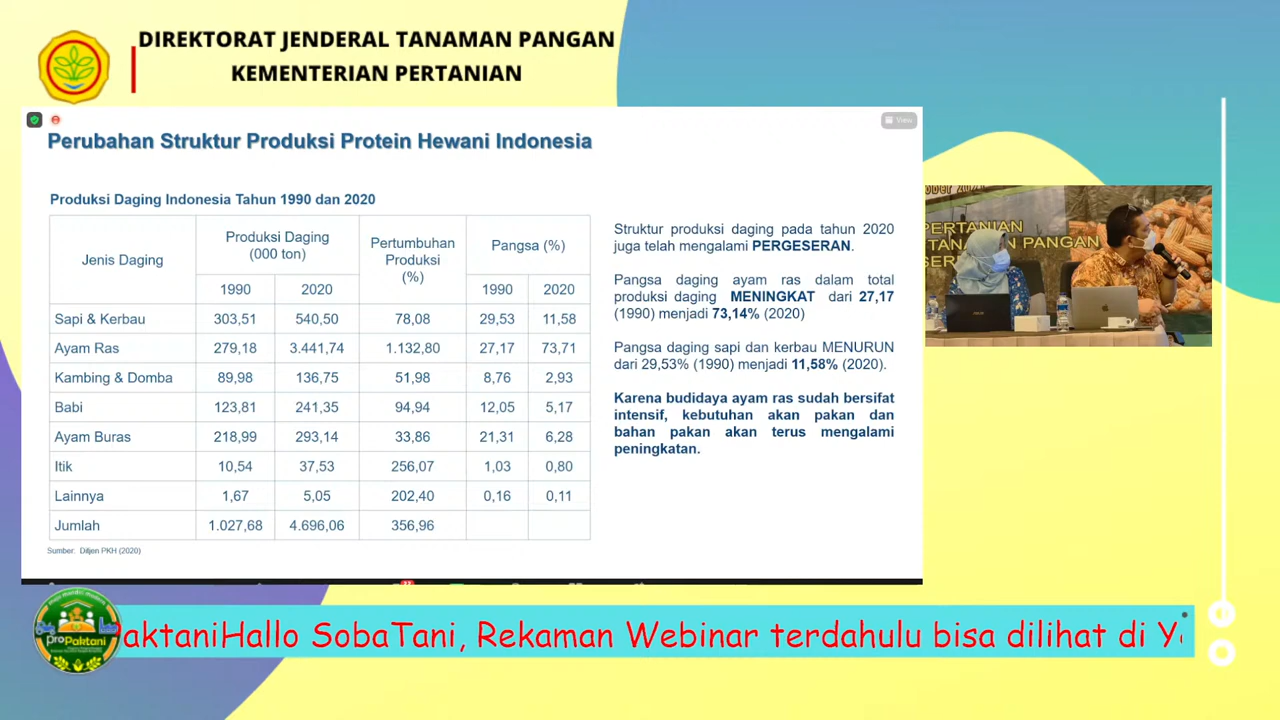 DIREKTORAT JENDERAL TANAMAN PANGAN
KEMENTERIAN PERTANIAN
View
Perubahan Struktur Produksi Protein Hewani Indonesia
Produksi Daging Indonesia Tahun 1990 dan 2020
Jenis Daging
Produksi Daging
(000 ton)
Pertumbuhan
Produksi
(%)
Pangsa (%)
1990 2020 1990 2020
Sapi & Kerbau 303,51 540,50 78,08 29,53 11,58
Ayam Ras 279,18 3.441,74 1.132,80 27,17 73,71
Kambing & Domba 89,98 136,75 51,98 8,76 2,93
Babi 123,81 241,35 94,94 12,05 5,17
Ayam Buras 218,99 293,14 33,86 21,31 6,28
Itik 10,54 37,53 256,07 1,03 0,80
Lainnya 1,67 5,05 202,40 0,16 0,11
Jumlah 1.027,68 4.696,06 356,96
Sumber: Ditjen PKH (2020)
Struktur produksi daging pada tahun 2020
juga telah mengalami PERGESERAN.
Pangsa daging ayam ras dalam total
produksi daging MENINGKAT dari 27,17
(1990) menjadi 73,14% (2020)
Pangsa daging sapi dan kerbau MENURUN
dari 29,53% (1990) menjadi 11,58% (2020).
Karena budidaya ayam ras sudah bersifat
intensif, kebutuhan akan pakan dan
bahan pakan akan terus mengalami
peningkatan.
PERTANIAN
TANAMAN PANGAN
SER
proPaktani
PaktaniHallo SobaTani, Rekaman Webinar terdahulu bisa dilihat di Y